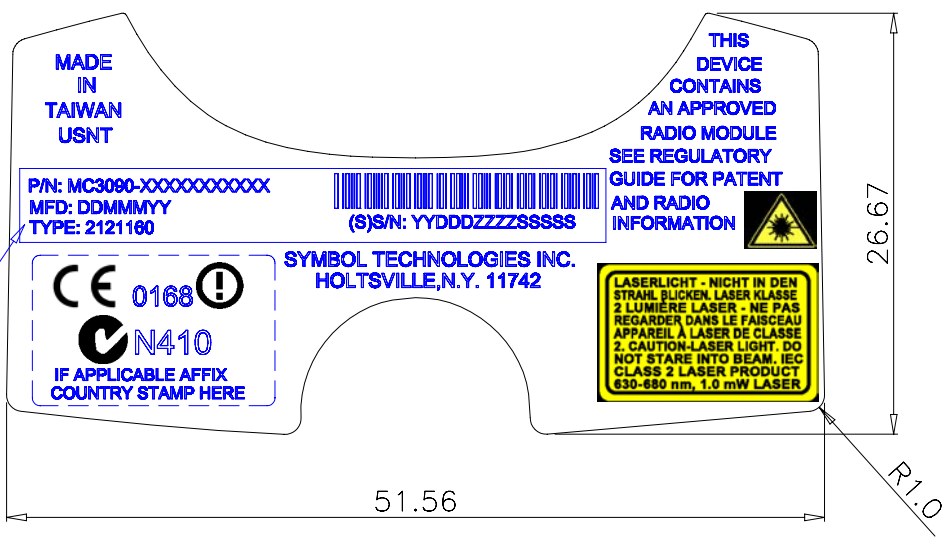 MADE
IN
TAIWAN
USNT
THIS
DEVICE
CONTAINS
AN APPROVED
RADIO MODULE
SEE REGULATORY
GUIDE FOR PATENT
AND RADIO
INFORMATION
P/N: MC3090-XXXXXXXXXXX
MFD: DDMMMYY
TYPE: 2121160
(S)S/N: YYDDDZZZZSSSSS
SYMBOL TECHNOLOGIES INC.
HOLTSVILLE,N.Y. 11742
CE 0168
N410
IF APPLICABLE AFFIX
COUNTRY STAMP HERE
LASERLICHT - NICHT IN DEN
STRAHL BLICKEN. LASER KLASSE
2 LUMIERE LASER - NE PAS
REGARDER DANS LE FAISCEAU
APPAREIL À LASER DE CLASSE
2. CAUTION-LASER LIGHT. DO
NOT STARE INTO BEAM. IEC
CLASS 2 LASER PRODUCT
630-680 nm, 1.0 mW LASER
26.67
51.56
R1.0